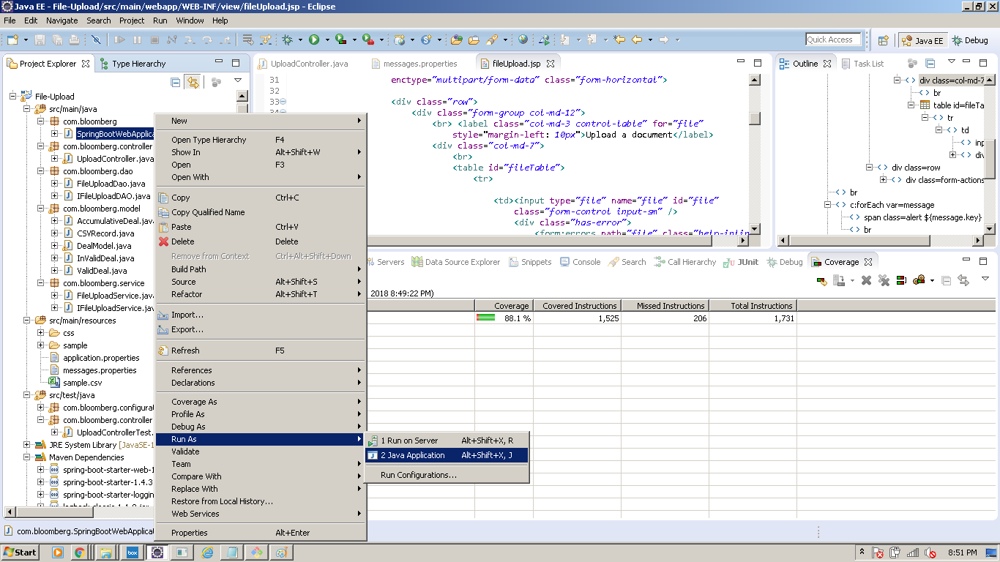 Java EE - File-Upload/src/main/webapp/WEB-INF/view/fileUpload.jsp - Eclipse
File Edit Navigate Search Project Run Window Help
Quick Access
Java EE
Debug
Project Explorer
Type Hierarchy
File-Upload
src/main/java
com.bloomberg
SpringBootWebApplica
com.bloomberg.controller
UploadController.java
com.bloomberg.dao
FileUploadDao.java
IFileUploadDAO.java
com.bloomberg.model
AccumulativeDeal.java
CSVRecord.java
DealModel.java
InValidDeal.java
ValidDeal.java
com.bloomberg.service
FileUploadService.java
IFileUploadService.java
src/main/resources
css
sample
application.properties
messages.properties
sample.csv
src/test/java
com.bloomberg.configurat
com.bloomberg.controller
UploadControllerTest.
JRE System Library [JavaSE-1
Maven Dependencies
spring-boot-starter-web-1
spring-boot-starter-1.4.3
spring-boot-starter-loggin
com.bloomberg.SpringBootWebApplicat
New
Open Type Hierarchy F4
Show In Alt+Shift+W
Open F3
Open With
Copy Ctrl+C
Copy Qualified Name
Paste Ctrl+V
Delete Delete
Remove from Context Ctrl+Alt+Shift+Down
Build Path
Source Alt+Shift+S
Refactor Alt+Shift+T
Import...
Export...
Refresh F5
References
Declarations
Coverage As
Profile As
Debug As
Run As
Validate
Team
Compare With
Replace With
Restore from Local History...
Web Services
Properties Alt+Enter
1 Run on Server Alt+Shift+X, R
2 Java Application Alt+Shift+X, J
Run Configurations...
UploadController.java
messages.properties
fileUpload.jsp
31 enctype="multipart/form-data" class="form-horizontal">
32
33 <div class="row">
34 <div class="form-group col-md-12">
<br> <label class="col-md-3 control-table" for="file"
style="margin-left: 10px">Upload a document</label>
<div class="col-md-7">
<br>
<table id="fileTable">
<tr>
<td><input type="file" name="file" id="file"
class="form-control input-sm" />
<div class="has-error">
<form:errors path="file" class="help-inlin
Outline
Task List
div class=col-md-7
br
table id=fileTa
tr
td
inp
div
div class=row
div class=form-actions
br
c:forEach var=message
span class=alert ${message.key}
br
Servers
Data Source Explorer
Snippets
Console
Search
Call Hierarchy
JUnit
Debug
Coverage
2018 8:49:22 PM)
Coverage Covered Instructions Missed Instructions Total Instructions
88.1 % 1,525 206 1,731
Start
box
8:51 PM